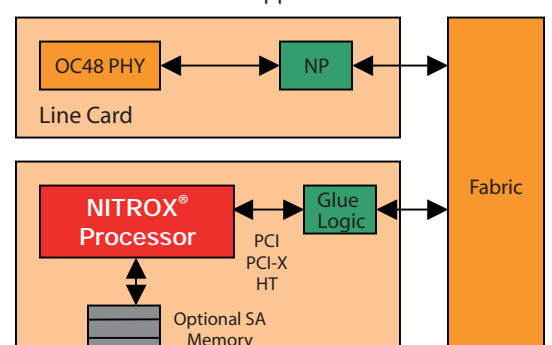 OC48 PHY
NP
Line Card
Fabric
NITROX®
Processor
Glue
Logic
PCI
PCI-X
HT
Optional SA
Memory